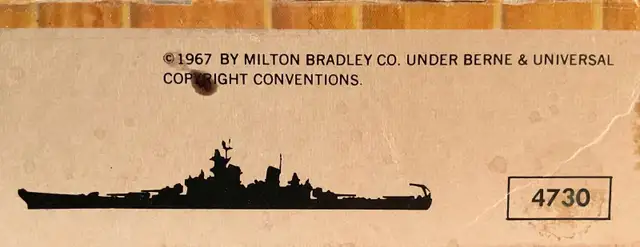 ©1967 BY MILTON BRADLEY CO. UNDER BERNE & UNIVERSAL
COPYRIGHT CONVENTIONS.
4730